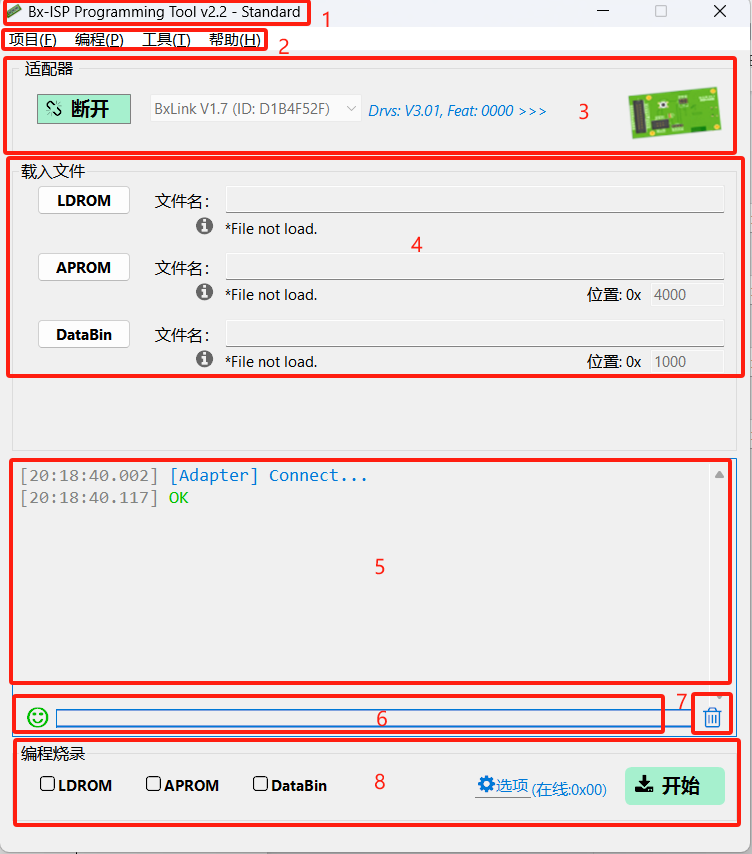 Bx-ISP Programming Tool v2.2 - Standard
1
项目(F) 编程(P) 工具(T) 帮助(H)
2
适配器
断开
BxLink V1.7 (ID: D1B4F52F)
Drvs: V3.01, Feat: 0000 >>>
3
载入文件
LDROM 文件名:
*File not load.
4
APROM 文件名:
*File not load. 位置: 0x 4000
DataBin 文件名:
*File not load. 位置: 0x 1000
[20:18:40.002] [Adapter] Connect...
[20:18:40.117] OK
5
6
7
编程烧录
LDROM APROM DataBin
8
选项 (在线:0x00)
开始